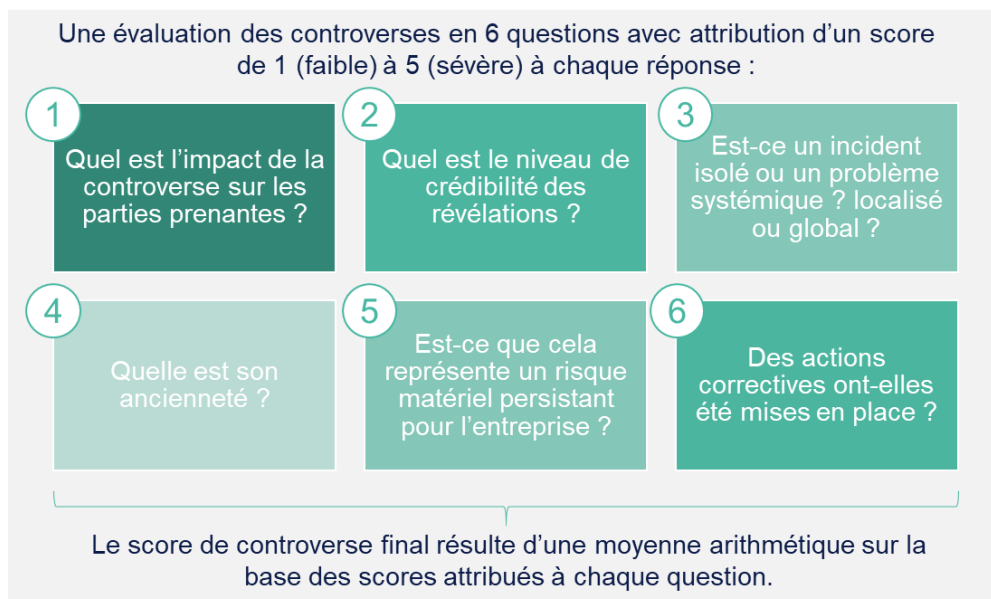 Une évaluation des controverses en 6 questions avec attribution d’un score
de 1 (faible) à 5 (sévère) à chaque réponse :
1
Quel est l’impact de la
controverse sur les
parties prenantes ?
2
Quel est le niveau de
crédibilité des
révélations ?
3
Est-ce un incident
isolé ou un problème
systémique ? localisé
ou global ?
4
Quelle est son
ancienneté ?
5
Est-ce que cela
représente un risque
matériel persistant
pour l’entreprise ?
6
Des actions
correctives ont-elles
été mises en place ?
Le score de controverse final résulte d’une moyenne arithmétique sur la
base des scores attribués à chaque question.